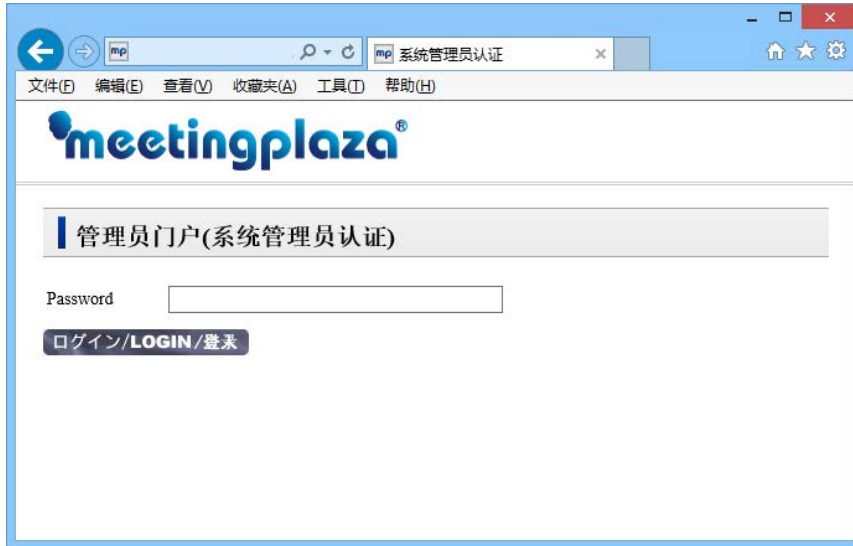 mp
mp 系统管理员认证
文件(F) 编辑(E) 查看(V) 收藏夹(A) 工具(T) 帮助(H)
meetingplaza®
管理员门户(系统管理员认证)
Password
ログイン/LOGIN/登录